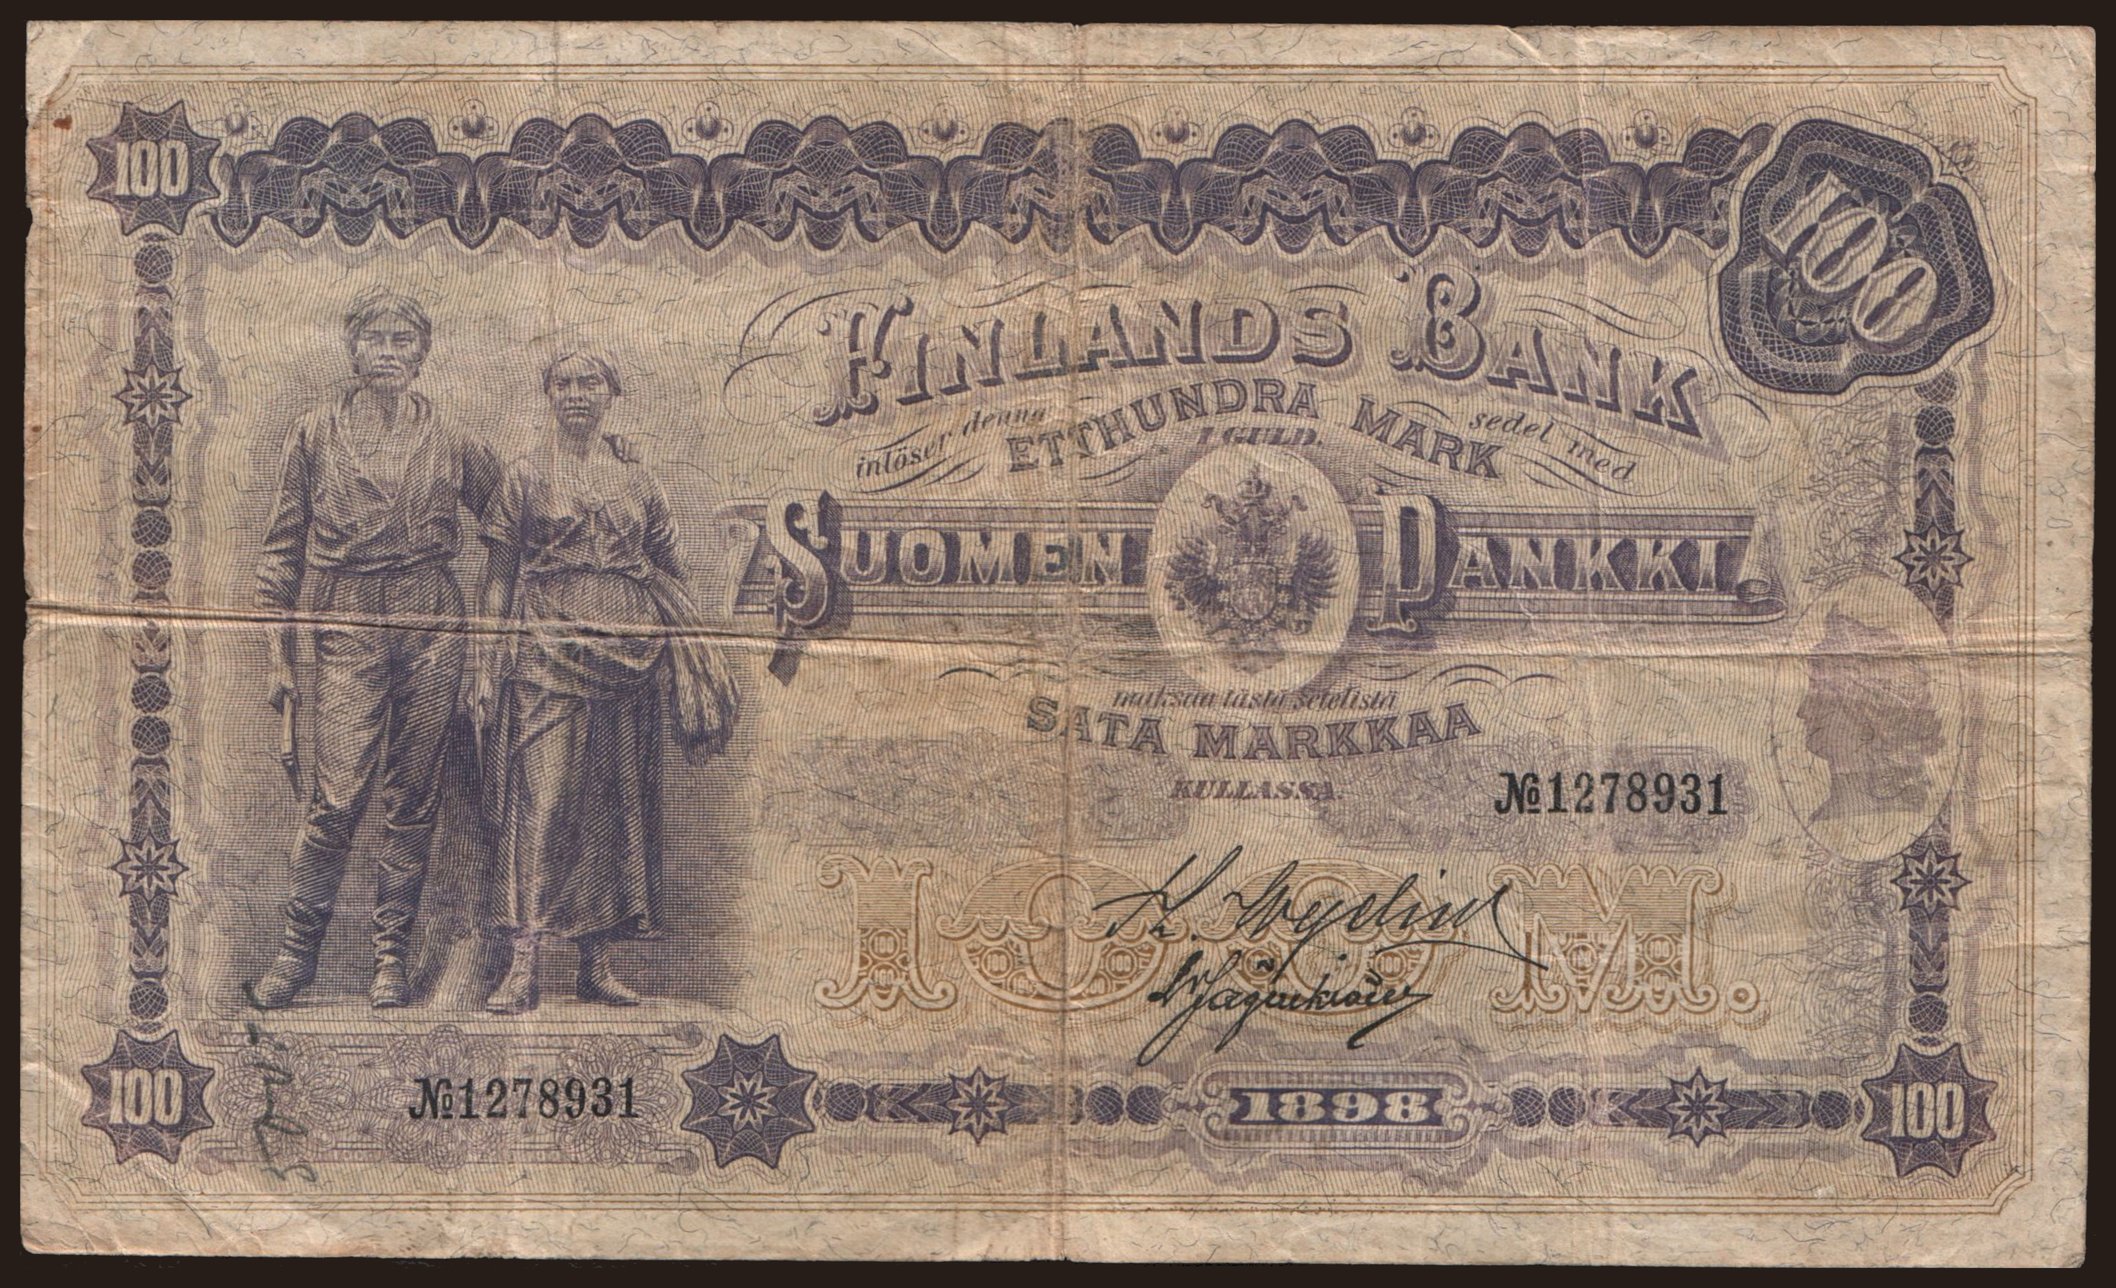 100
100
FINLANDS BANK
inlöser denna sedel med
ETTHUNDRA MARK
I GULD.
SUOMEN PANKKI.
maksaa tästä setelistä
SATA MARKKAA
KULLASSA.
№1278931
100 M.
100
№1278931
1898
100